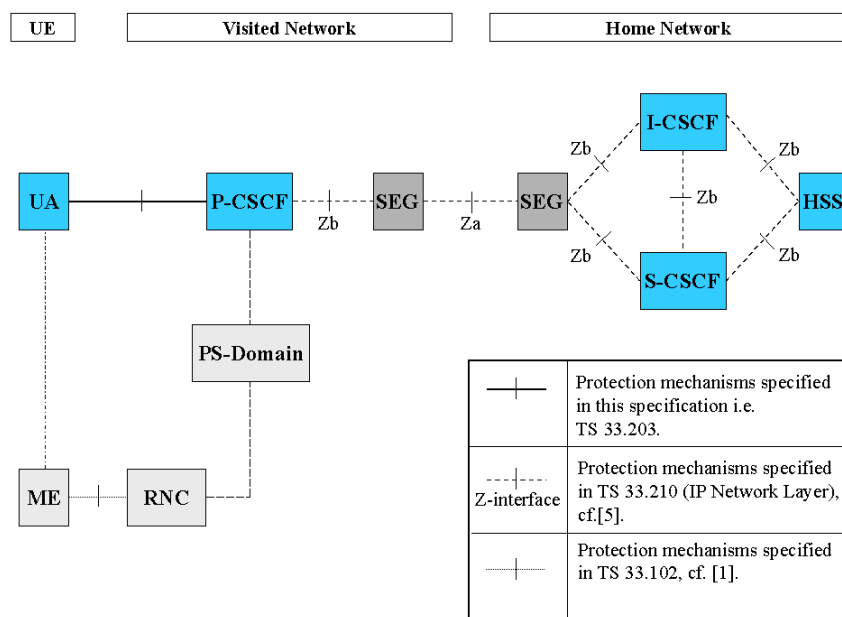 UE
Visited Network
Home Network
I-CSCF
Zb
Zb
UA
P-CSCF
SEG
SEG
Zb
HSS
Zb
Za
Zb
Zb
S-CSCF
PS-Domain
ME
RNC
Protection mechanisms specified
in this specification i.e.
TS 33.203.
Z-interface
Protection mechanisms specified
in TS 33.210 (IP Network Layer),
cf.[5].
Protection mechanisms specified
in TS 33.102, cf. [1].